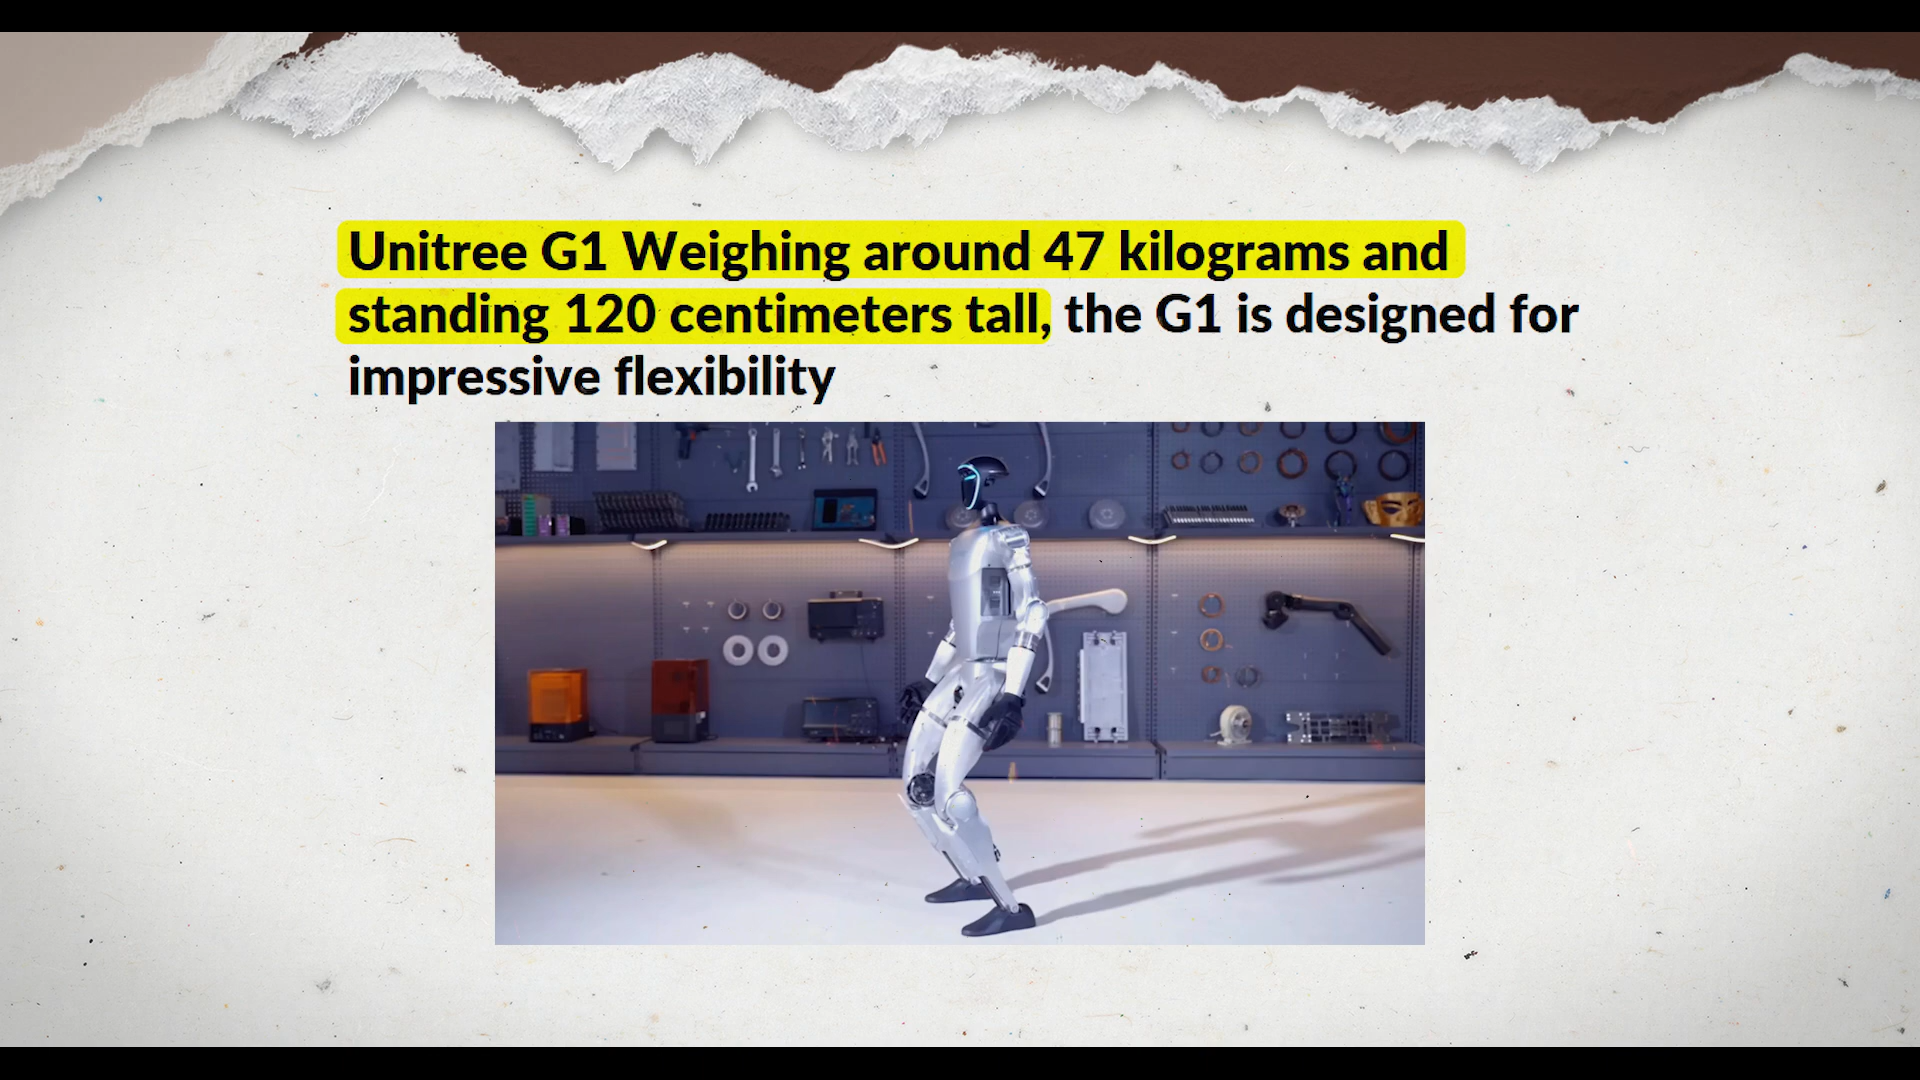 Unitree G1 Weighing around 47 kilograms and
standing 120 centimeters tall, the G1 is designed for
impressive flexibility